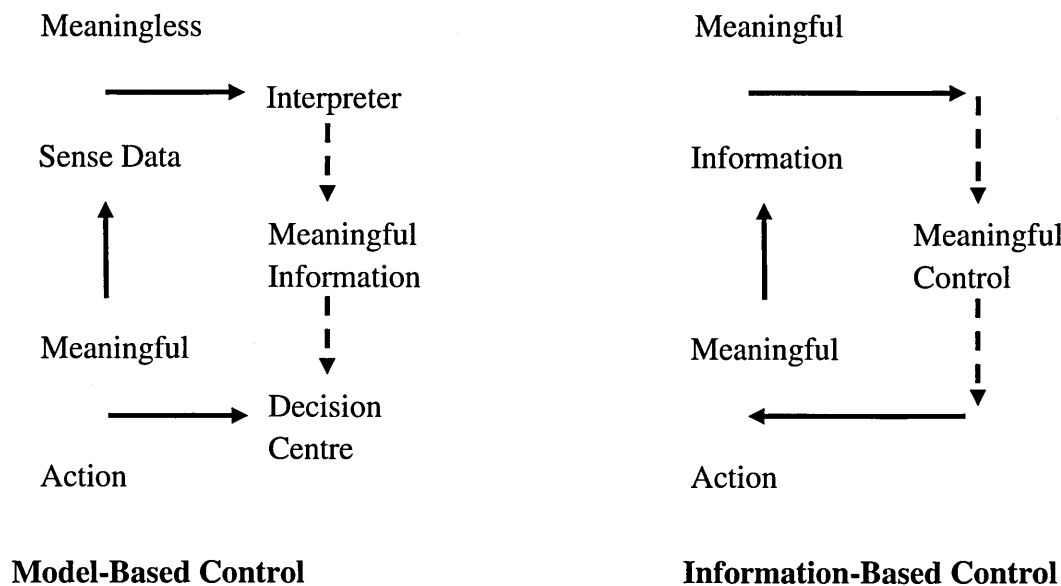 Meaningless
Interpreter
Sense Data
Meaningful
Information
Meaningful
Decision
Centre
Action
Model-Based Control
Meaningful
Information
Meaningful
Control
Meaningful
Action
Information-Based Control